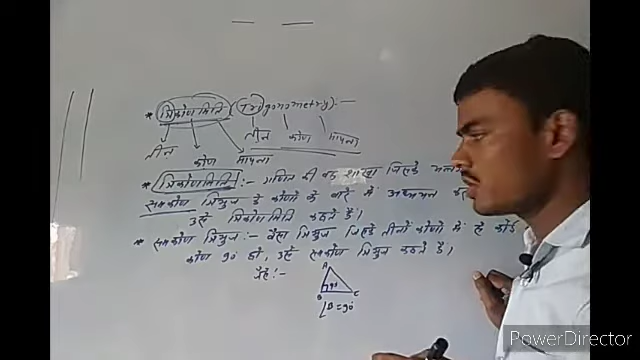 * त्रिकोणमिति (Trigonometry) :-
तीन कोण मापना
तीन कोण मापना
* त्रिकोणमिति :- गणित की वह शाखा जिसके
समकोण त्रिभुज के कोणों के बारे में अध्ययन
उसे त्रिकोणमिति कहते है।
* समकोण त्रिभुज :- वैसा त्रिभुज जिसके तीनों कोणों में से कोई
कोण 90 हो, उसे समकोण त्रिभुज कहते है।
जैसे :-
A
90
B C
∠B = 90°
PowerDirector